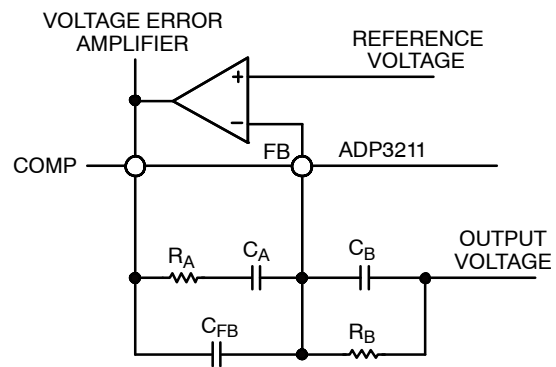 VOLTAGE ERROR
AMPLIFIER
REFERENCE
VOLTAGE
+
−
COMP
FB
ADP3211
RA
CA
CB
OUTPUT
VOLTAGE
CFB
RB